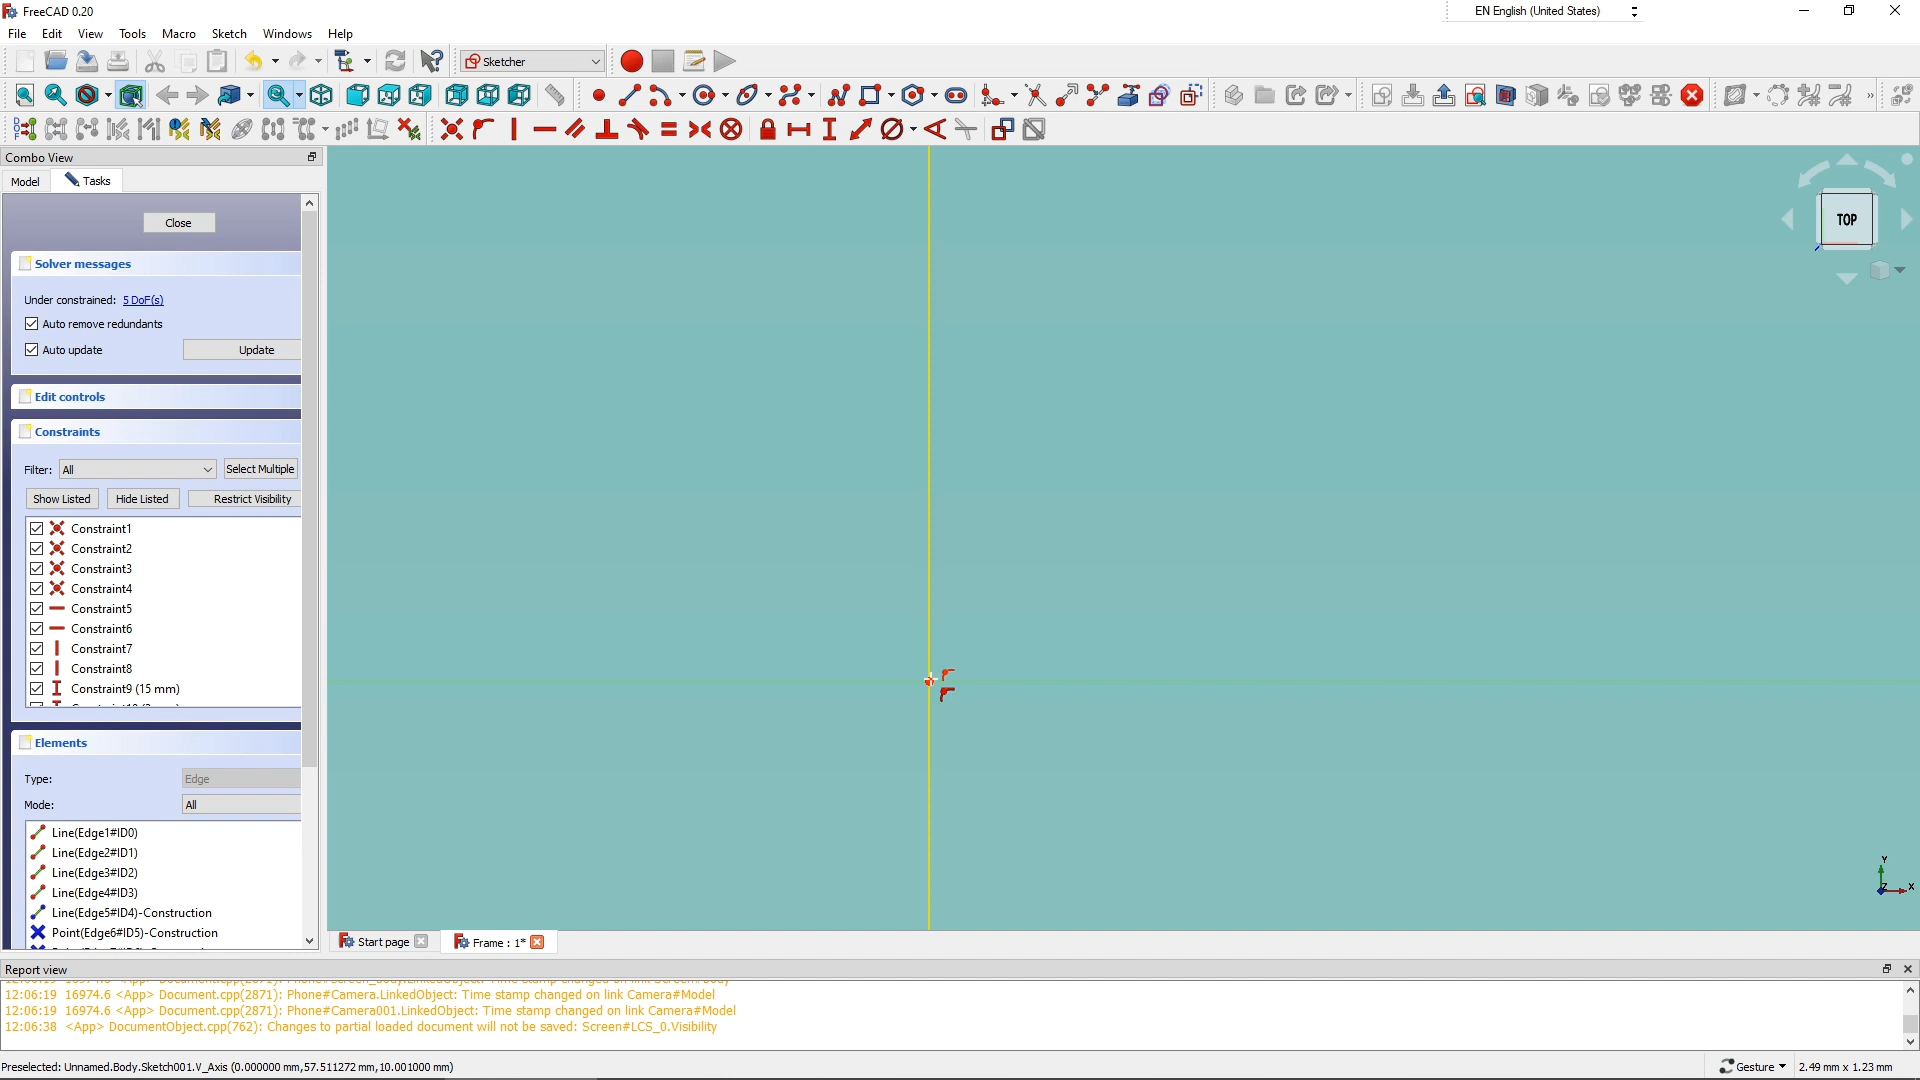 FreeCAD 0.20
EN English (United States)
File Edit View Tools Macro Sketch Windows Help
Sketcher
Combo View
Model Tasks
Close
Solver messages
Under constrained: 5 DoF(s)
Auto remove redundants
Auto update Update
Edit controls
Constraints
Filter: All Select Multiple
Show Listed Hide Listed Restrict Visibility
Constraint1
Constraint2
Constraint3
Constraint4
Constraint5
Constraint6
Constraint7
Constraint8
Constraint9 (15 mm)
Elements
Type: Edge
Mode: All
Line(Edge1#ID0)
Line(Edge2#ID1)
Line(Edge3#ID2)
Line(Edge4#ID3)
Line(Edge5#ID4)-Construction
Point(Edge6#ID5)-Construction
TOP
Y
Z X
Start page Frame : 1*
Report view
12:06:19 16974.6 <App> Document.cpp(2871): Phone#Camera.LinkedObject: Time stamp changed on link Camera#Model
12:06:19 16974.6 <App> Document.cpp(2871): Phone#Camera001.LinkedObject: Time stamp changed on link Camera#Model
12:06:38 <App> DocumentObject.cpp(762): Changes to partial loaded document will not be saved: Screen#LCS_0.Visibility
Preselected: Unnamed.Body.Sketch001.V_Axis (0.000000 mm,57.511272 mm,10.001000 mm)
Gesture 2.49 mm x 1.23 mm